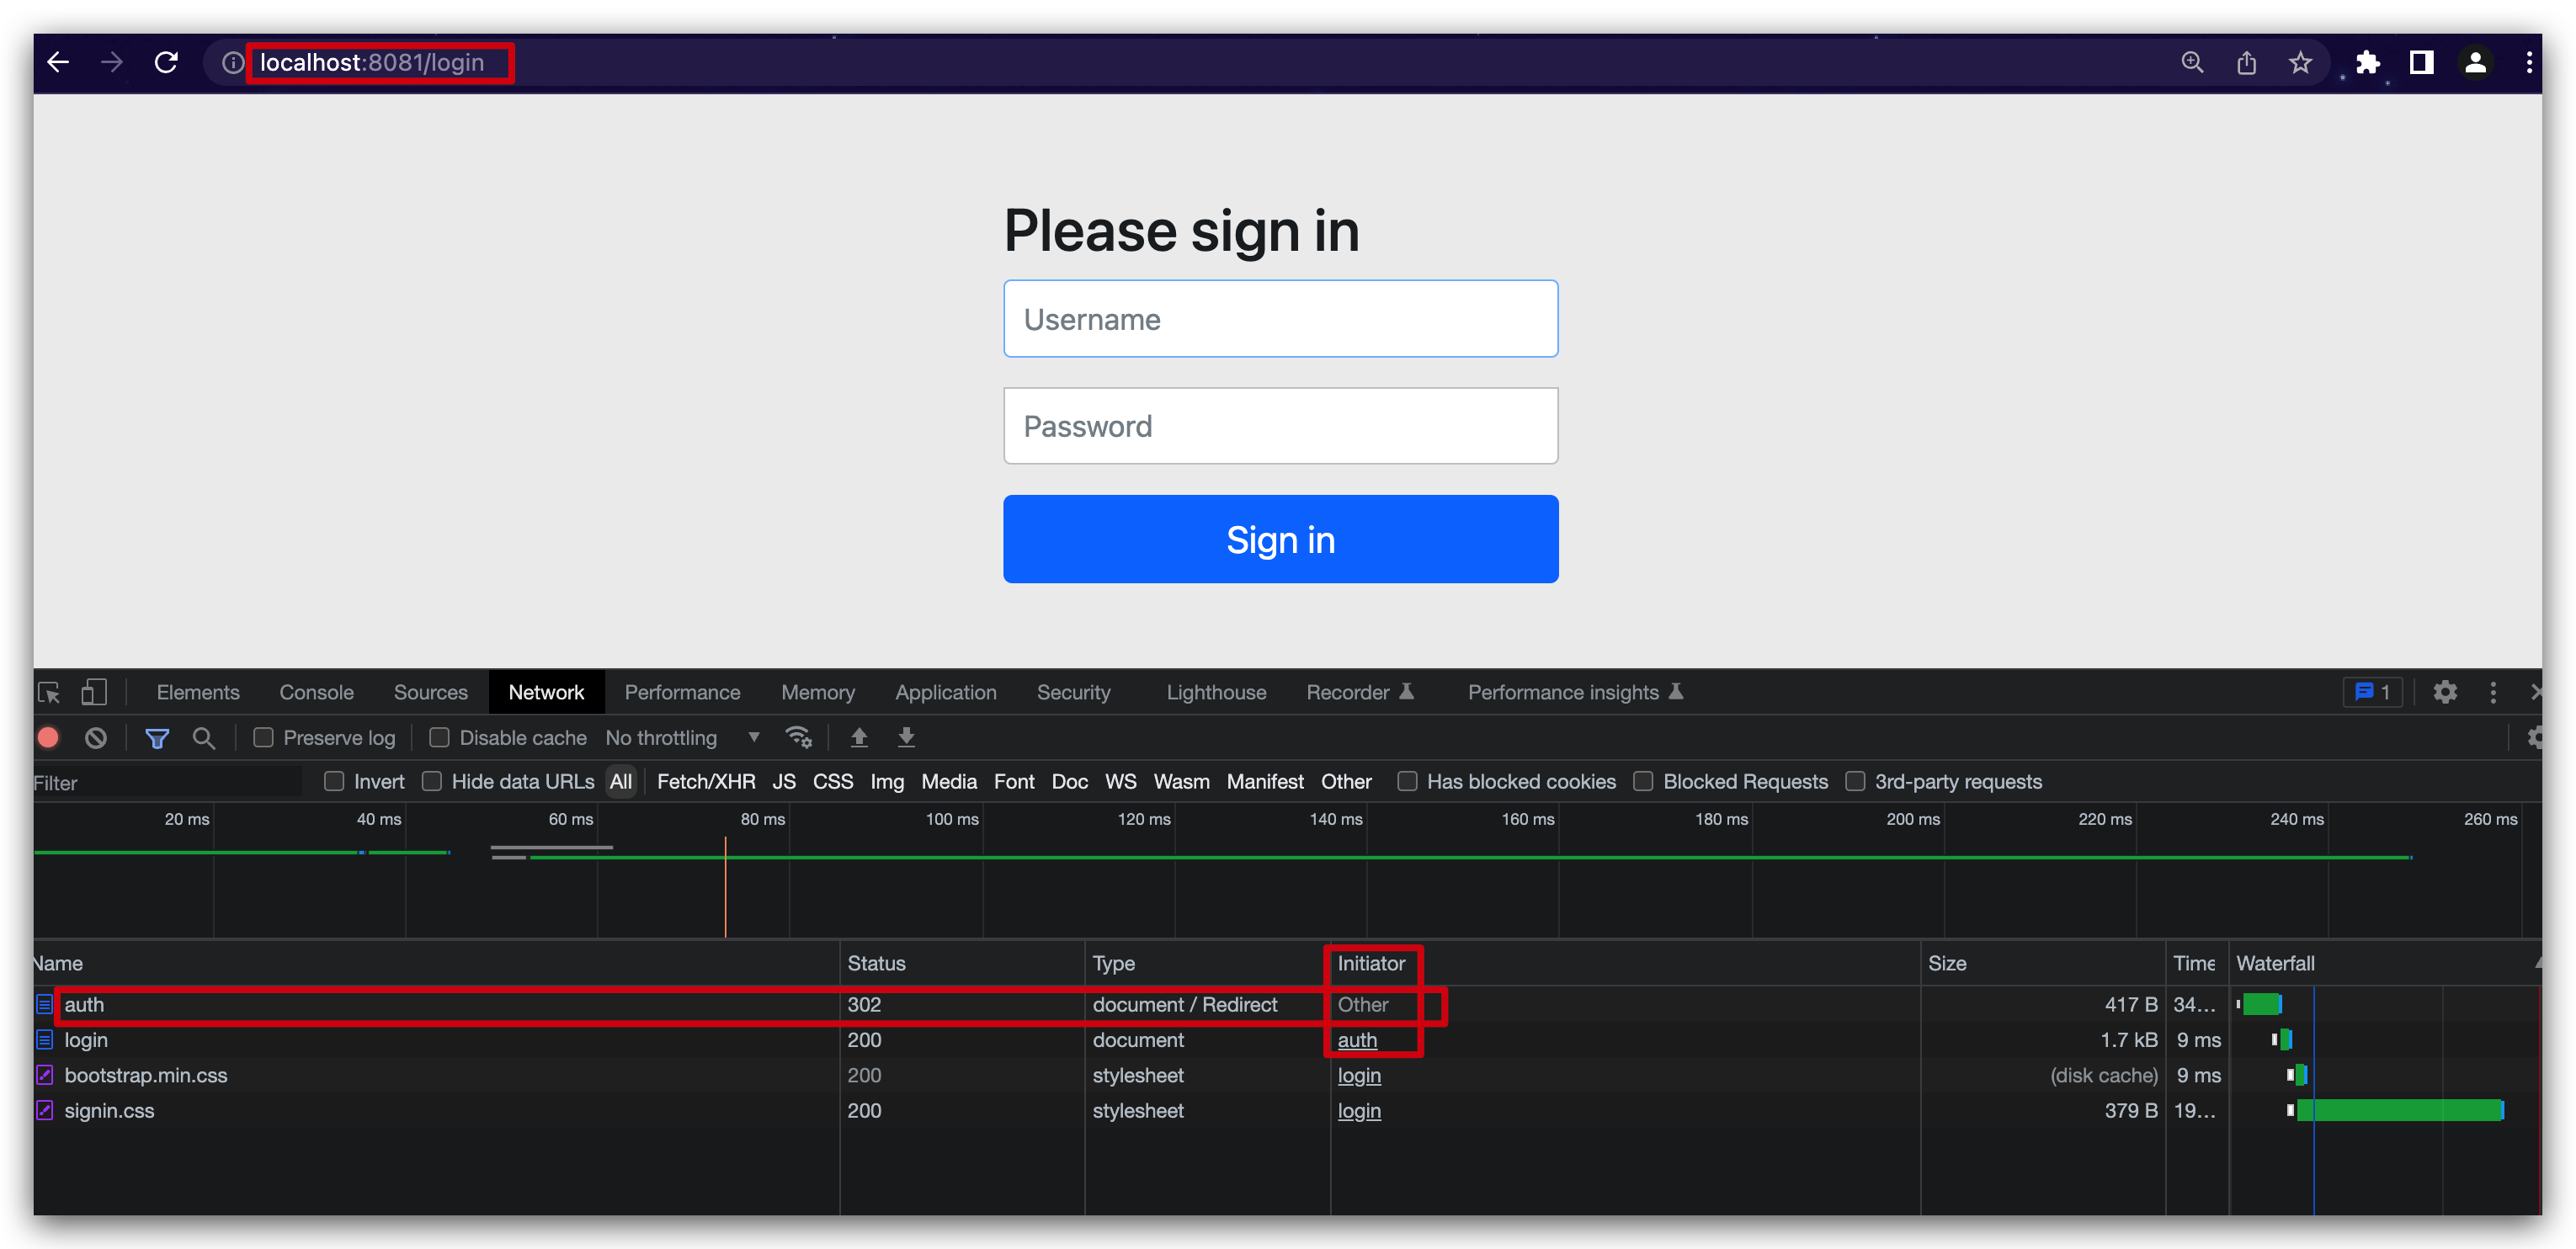 localhost:8081/login
Please sign in
Username
Password
Sign in
Elements Console Sources Network Performance Memory Application Security Lighthouse Recorder Performance insights 1
Preserve log Disable cache No throttling
Filter Invert Hide data URLs All Fetch/XHR JS CSS Img Media Font Doc WS Wasm Manifest Other Has blocked cookies Blocked Requests 3rd-party requests
20 ms 40 ms 60 ms 80 ms 100 ms 120 ms 140 ms 160 ms 180 ms 200 ms 220 ms 240 ms 260 ms
Name Status Type Initiator Size Time Waterfall
auth 302 document / Redirect Other 417 B 34...
login 200 document auth 1.7 kB 9 ms
bootstrap.min.css 200 stylesheet login (disk cache) 9 ms
signin.css 200 stylesheet login 379 B 19...